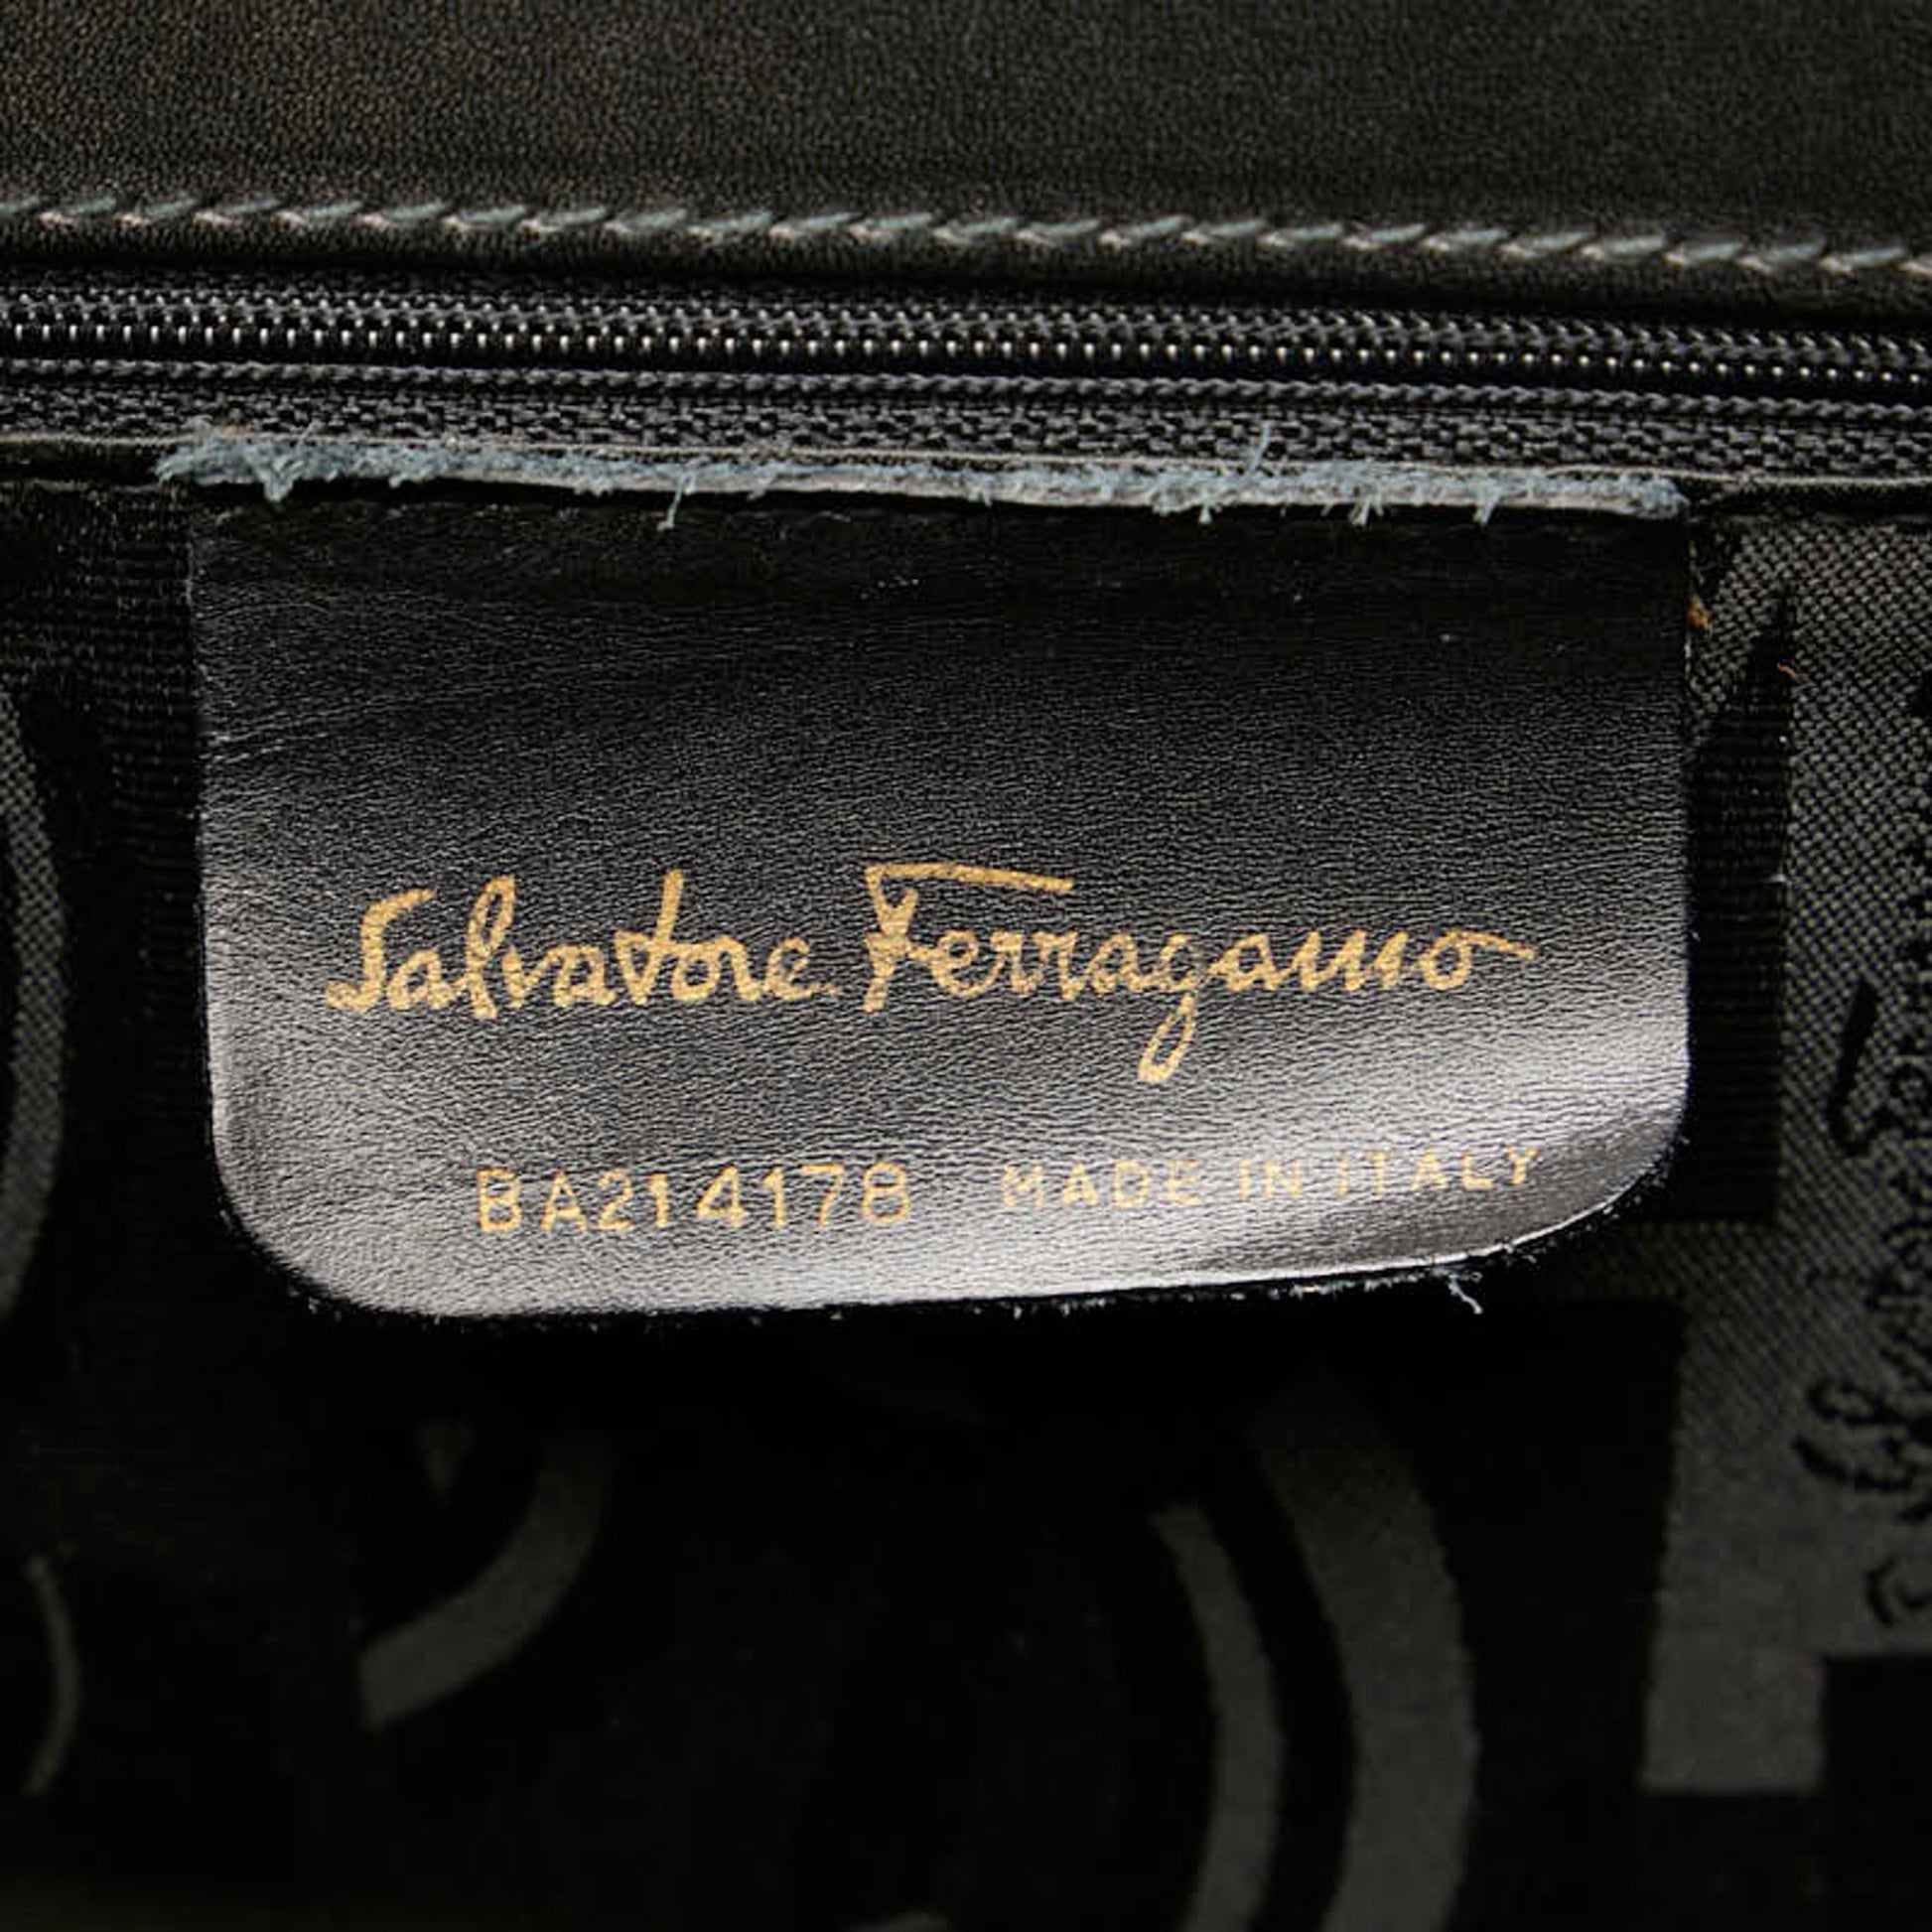 Salvatore Ferragamo
BA214178 MADE IN ITALY